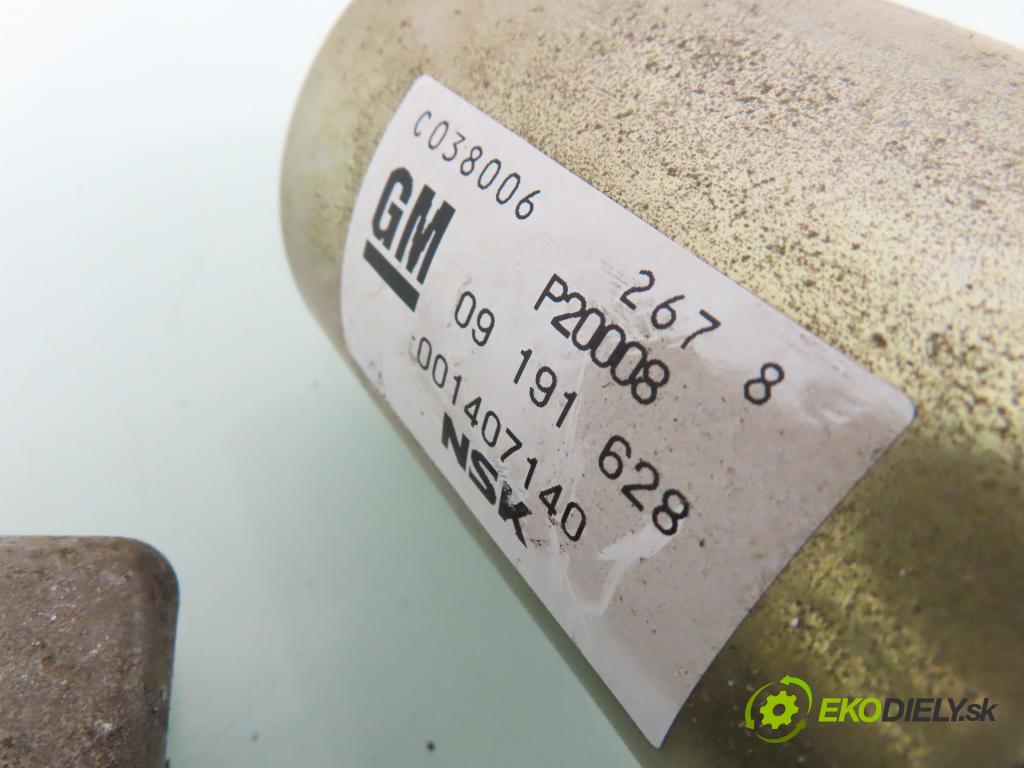 C038006
GM
267 8
P20008
09 191 628
001407140
NSK
EKODIELY.sk